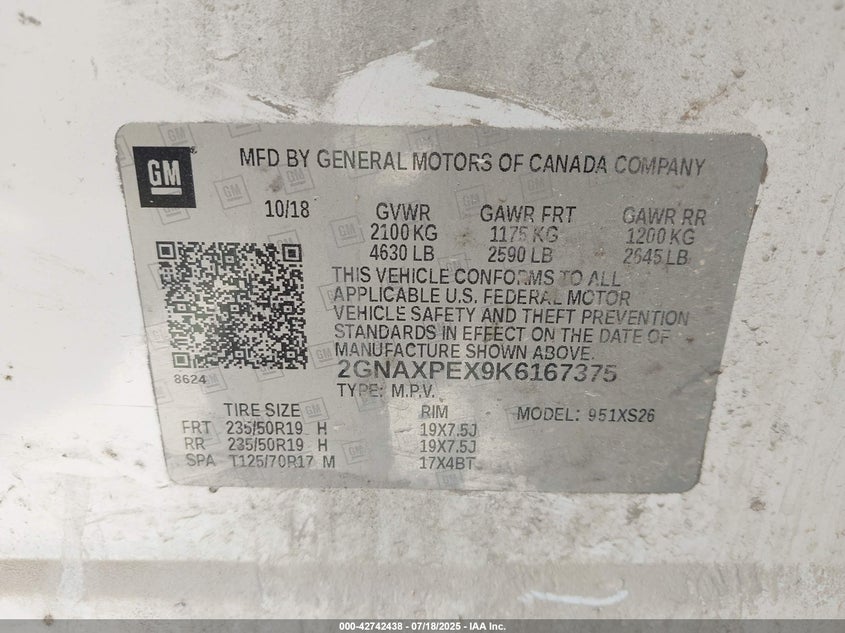 GM
MFD BY GENERAL MOTORS OF CANADA COMPANY
10/18 GVWR GAWR FRT GAWR RR
2100 KG 1175 KG 1200 KG
4630 LB 2590 LB 2645 LB
THIS VEHICLE CONFORMS TO ALL
APPLICABLE U.S. FEDERAL MOTOR
VEHICLE SAFETY AND THEFT PREVENTION
STANDARDS IN EFFECT ON THE DATE OF
MANUFACTURE SHOWN ABOVE.
8624 2GNAXPEX9K6167375
TYPE: M.P.V.
TIRE SIZE RIM MODEL: 951XS26
FRT 235/50R19 H 19X7.5J
RR 235/50R19 H 19X7.5J
SPA T125/70R17 M 17X4BT
000-42742438 - 07/18/2025 - IAA Inc.